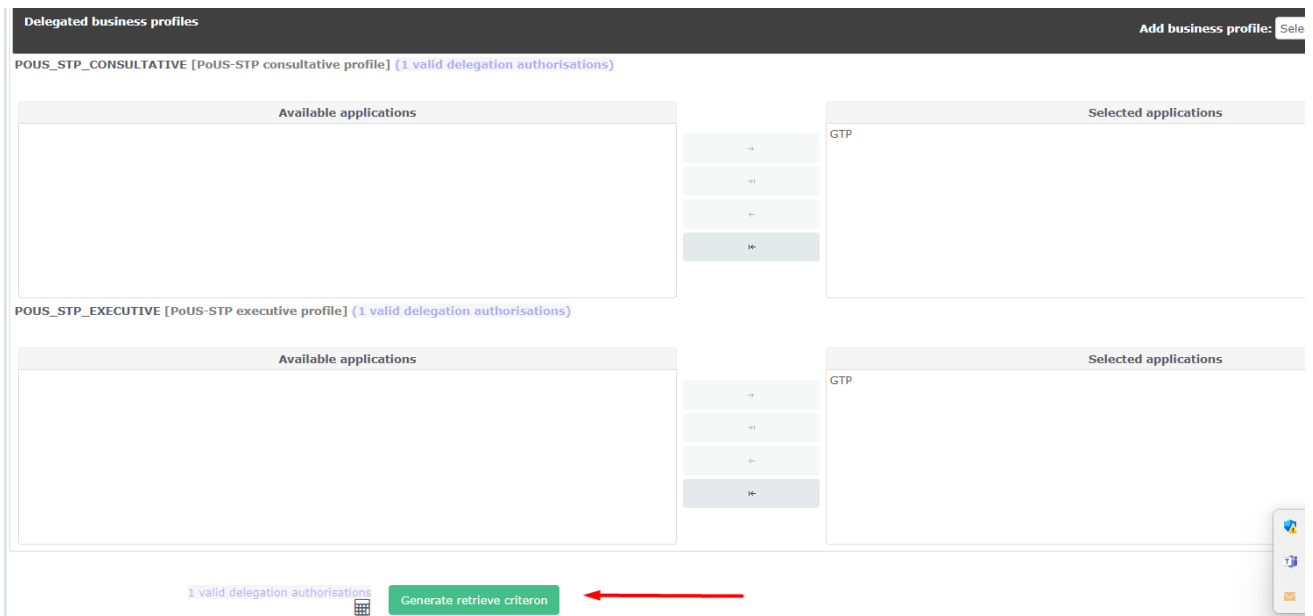 Delegated business profiles
Add business profile: Sele
POUS_STP_CONSULTATIVE [PoUS-STP consultative profile] (1 valid delegation authorisations)
Available applications
Selected applications
GTP
POUS_STP_EXECUTIVE [PoUS-STP executive profile] (1 valid delegation authorisations)
Available applications
Selected applications
GTP
1 valid delegation authorisations
Generate retrieve criteron